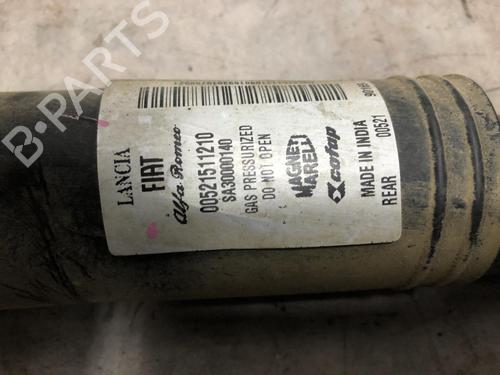 LANCIA
FIAT
Alfa Romeo
00521511210
SA30000140
GAS PRESSURIZED
DO NOT OPEN
MAGNETI
MARELLI
cofap
MADE IN INDIA
REAR 00521
B-PARTS